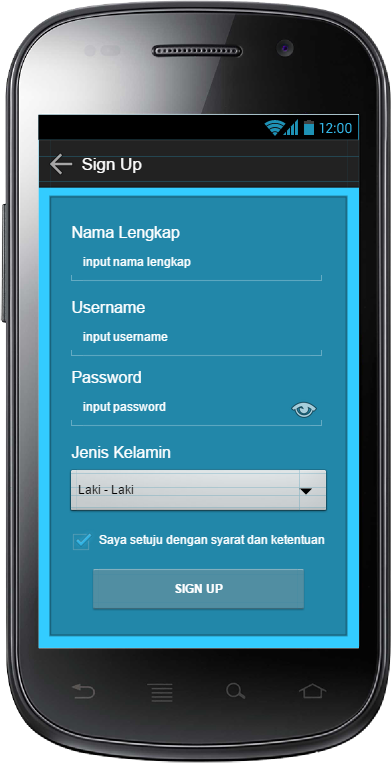 12:00
Sign Up
Nama Lengkap
input nama lengkap
Username
input username
Password
input password
Jenis Kelamin
Laki - Laki
Saya setuju dengan syarat dan ketentuan
SIGN UP